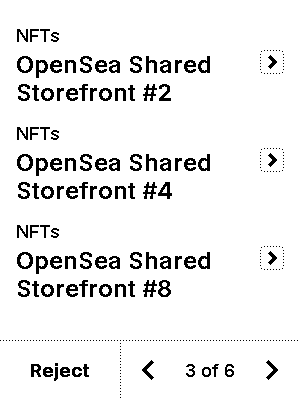 NFTs
OpenSea Shared
Storefront #2
NFTs
OpenSea Shared
Storefront #4
NFTs
OpenSea Shared
Storefront #8
Reject
3 of 6